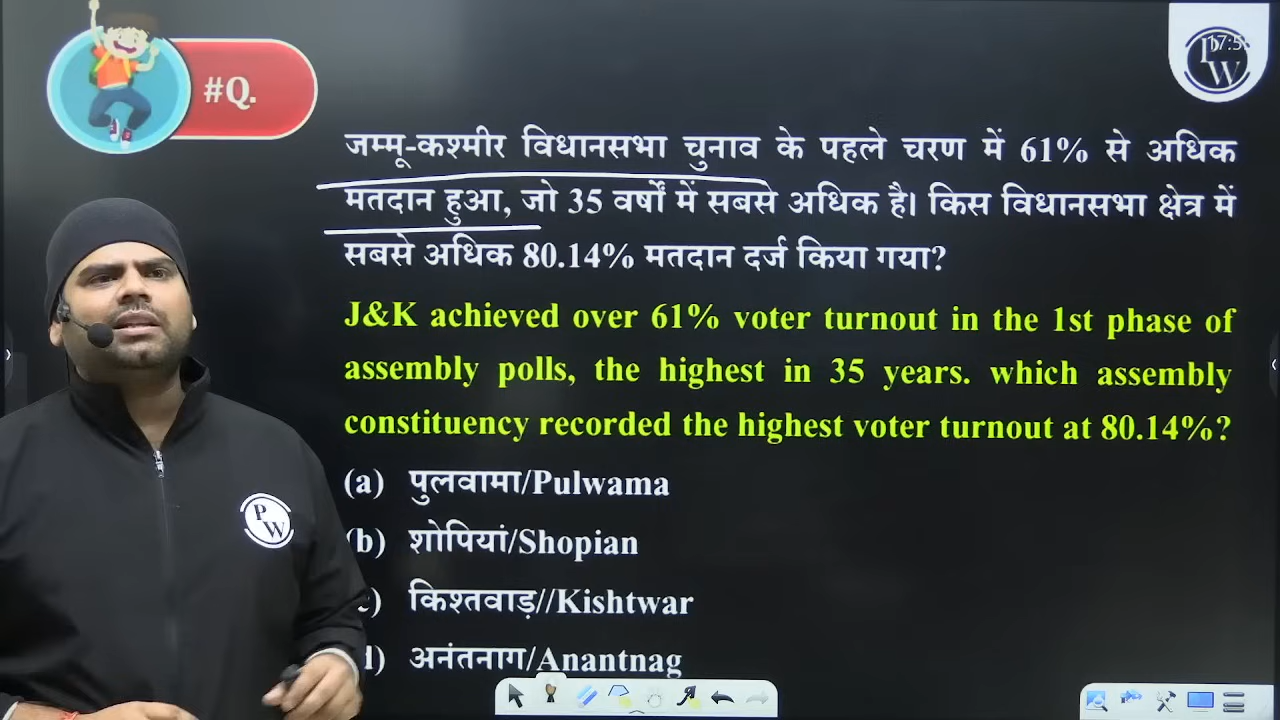 #Q.
17:5
PW
जम्मू-कश्मीर विधानसभा चुनाव के पहले चरण में 61% से अधिक
मतदान हुआ, जो 35 वर्षों में सबसे अधिक है। किस विधानसभा क्षेत्र में
सबसे अधिक 80.14% मतदान दर्ज किया गया?
J&K achieved over 61% voter turnout in the 1st phase of
assembly polls, the highest in 35 years. which assembly
constituency recorded the highest voter turnout at 80.14%?
(a) पुलवामा/Pulwama
(b) शोपियां/Shopian
c) किश्तवाड़//Kishtwar
d) अनंतनाग/Anantnag
PW